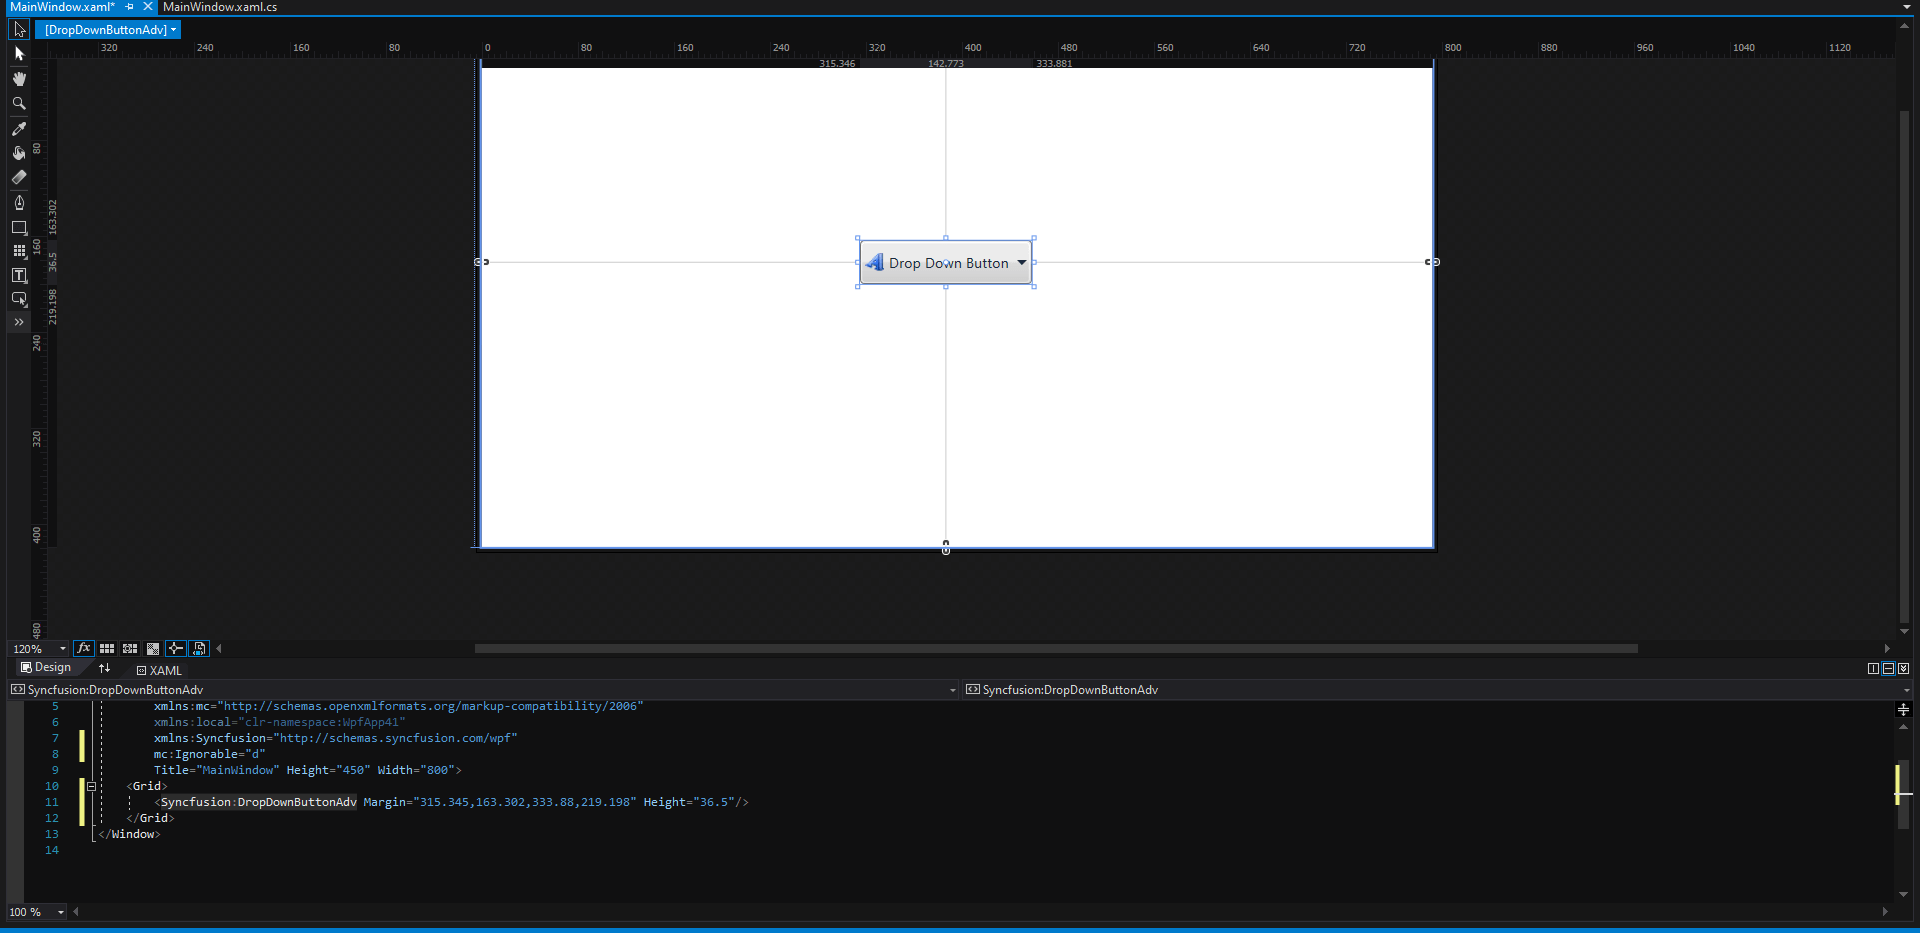 MainWindow.xaml* MainWindow.xaml.cs
[DropDownButtonAdv]
320 240 160 80 0 80 160 240 320 400 480 560 640 720 800 880 960 1040 1120
315.346 142.773 333.881
80
163.302
160
36.5
219.198
240
320
400
480
Drop Down Button
120% fx
Design XAML
Syncfusion:DropDownButtonAdv Syncfusion:DropDownButtonAdv
5 xmlns:mc="http://schemas.openxmlformats.org/markup-compatibility/2006"
6 xmlns:local="clr-namespace:WpfApp41"
7 xmlns:Syncfusion="http://schemas.syncfusion.com/wpf"
8 mc:Ignorable="d"
9 Title="MainWindow" Height="450" Width="800">
10 <Grid>
11 <Syncfusion:DropDownButtonAdv Margin="315.345,163.302,333.88,219.198" Height="36.5"/>
12 </Grid>
13 </Window>
14
100 %